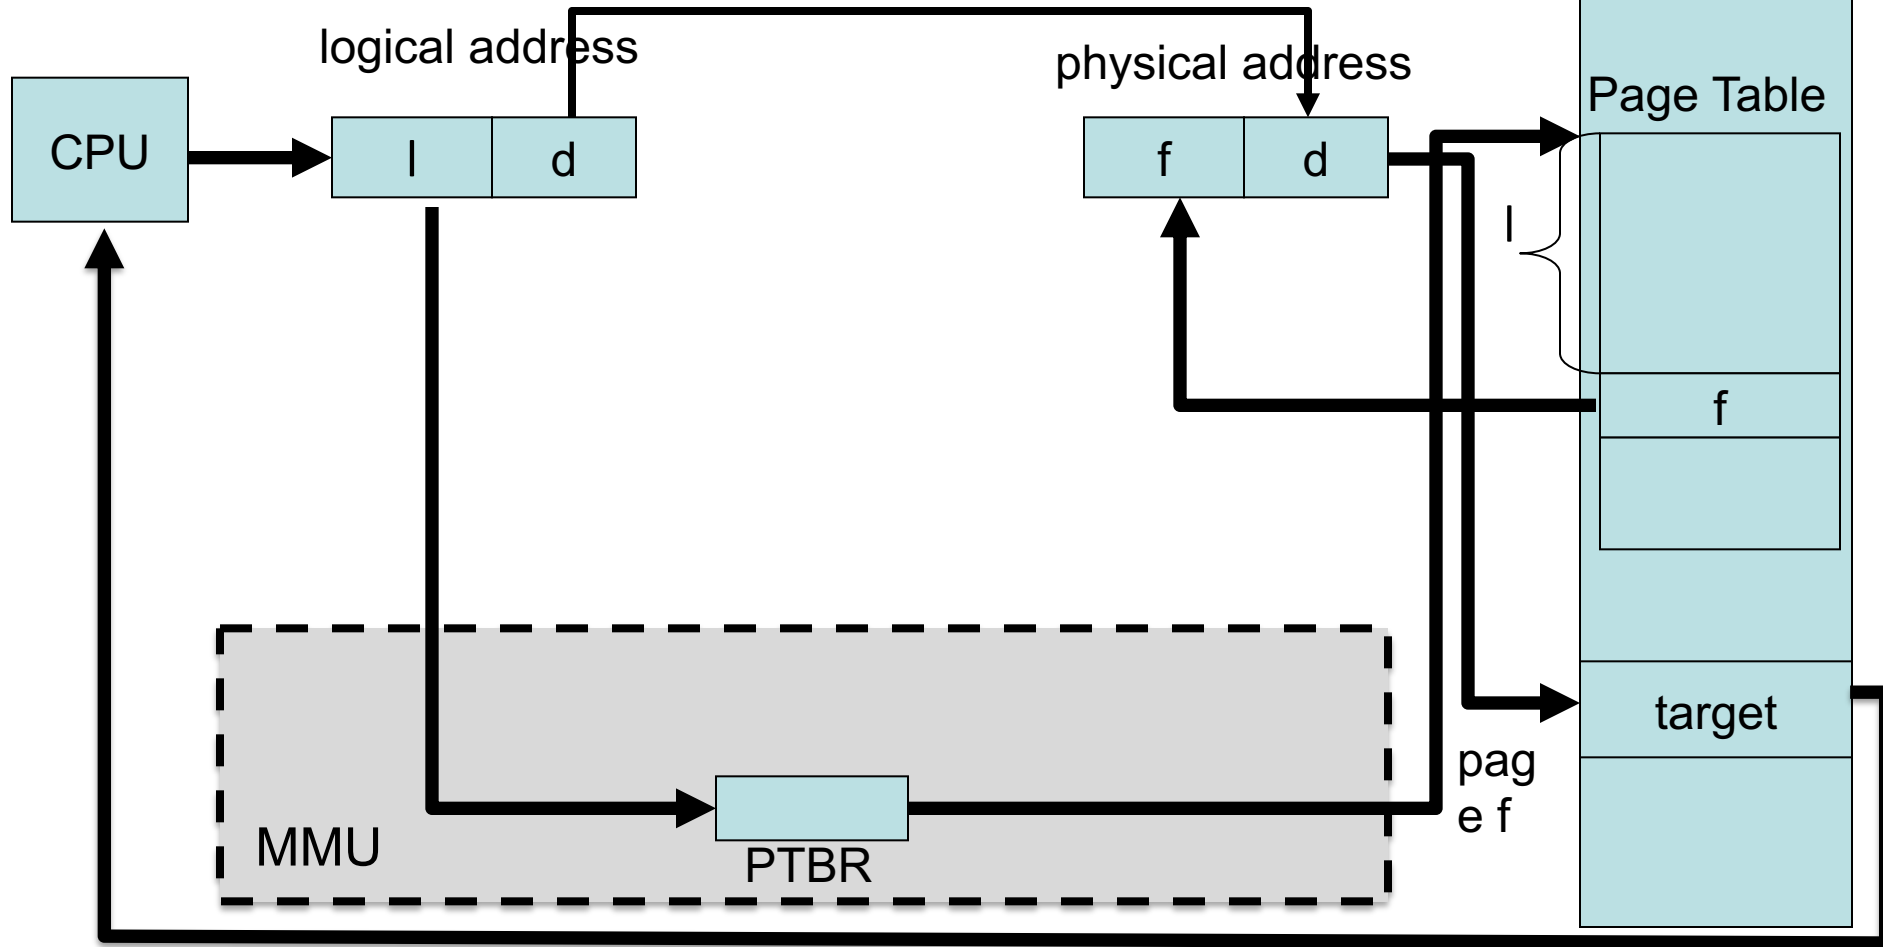 logical address
physical address
Page Table
CPU
l
d
f
d
l
f
target
pag
e f
MMU
PTBR